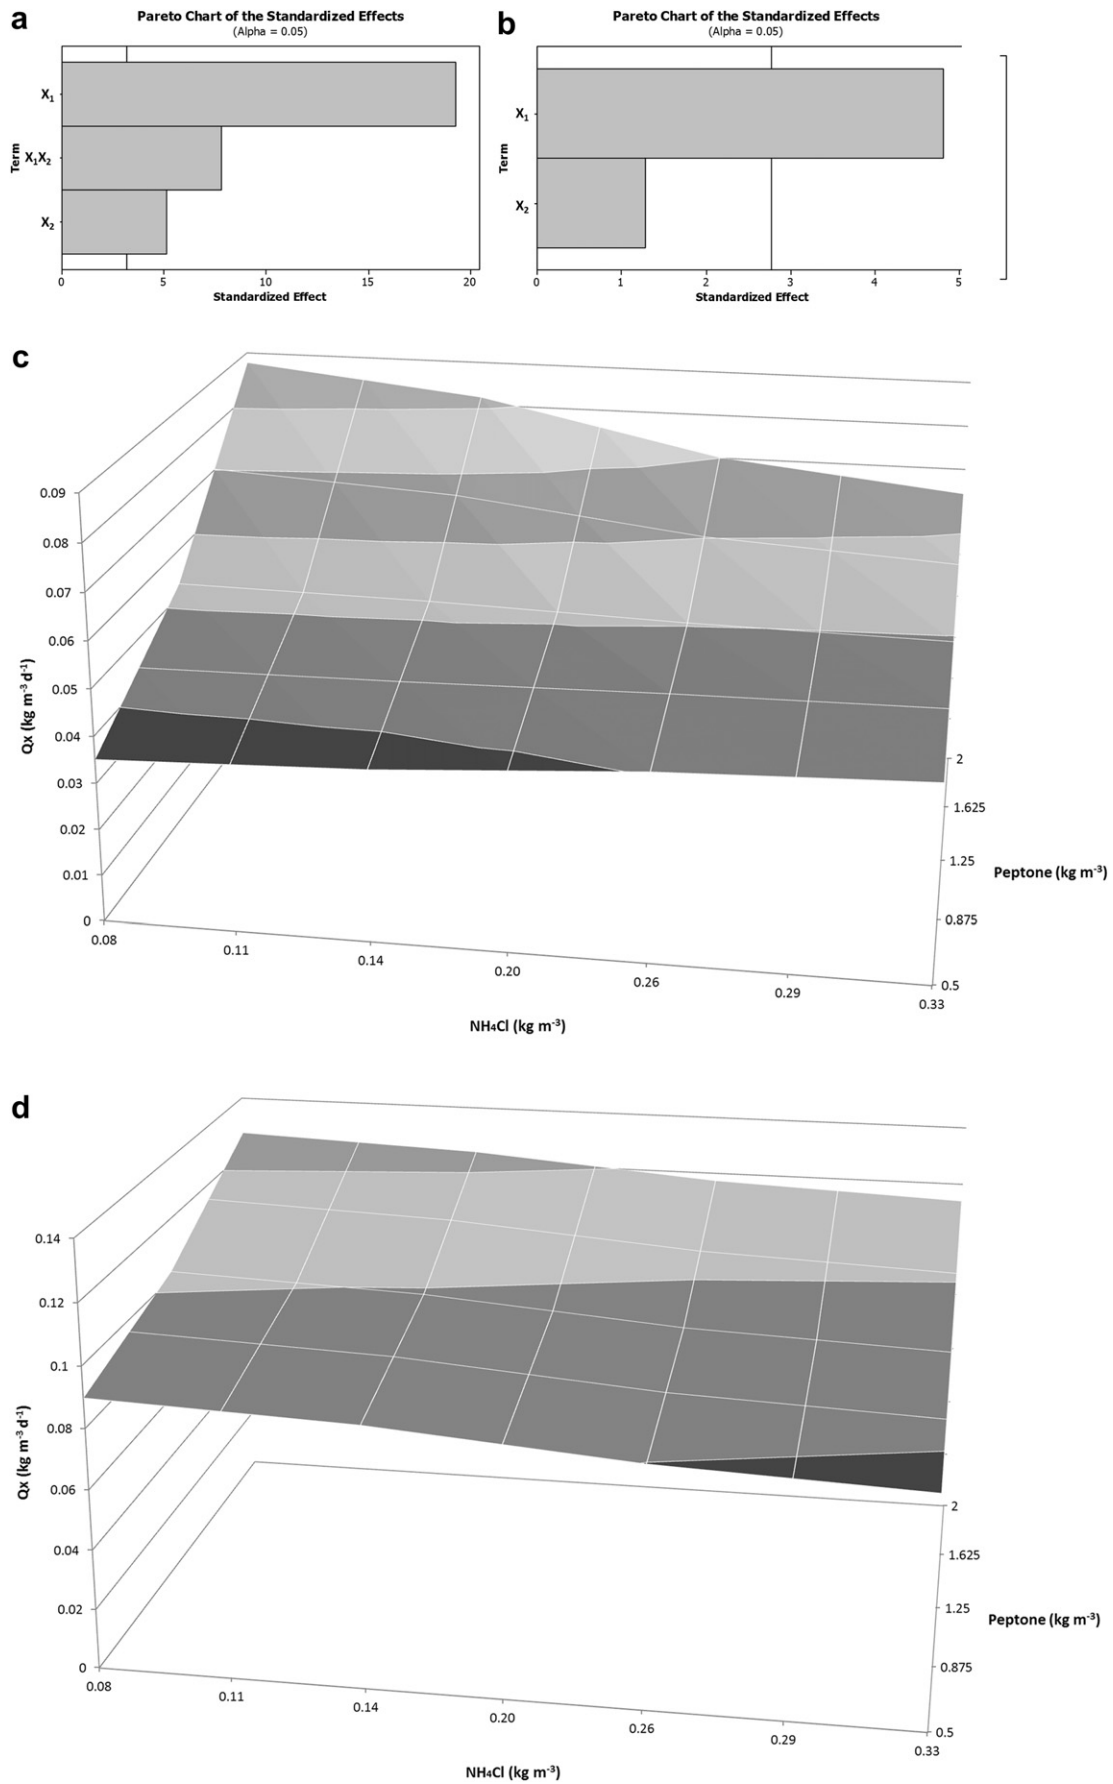 a
Pareto Chart of the Standardized Effects
(Alpha = 0.05)
Term
X₁
X₁X₂
X₂
0 5 10 15 20
Standardized Effect
b
Pareto Chart of the Standardized Effects
(Alpha = 0.05)
Term
X₁
X₂
0 1 2 3 4 5
Standardized Effect
c
0.09
0.08
0.07
0.06
0.05
0.04
0.03
0.02
0.01
0
Qx (kg m⁻³ d⁻¹)
0.08 0.11 0.14 0.20 0.26 0.29 0.33
NH₄Cl (kg m⁻³)
2
1.625
1.25
0.875
0.5
Peptone (kg m⁻³)
d
0.14
0.12
0.1
0.08
0.06
0.04
0.02
0
Qx (kg m⁻³ d⁻¹)
0.08 0.11 0.14 0.20 0.26 0.29 0.33
NH₄Cl (kg m⁻³)
2
1.625
1.25
0.875
0.5
Peptone (kg m⁻³)